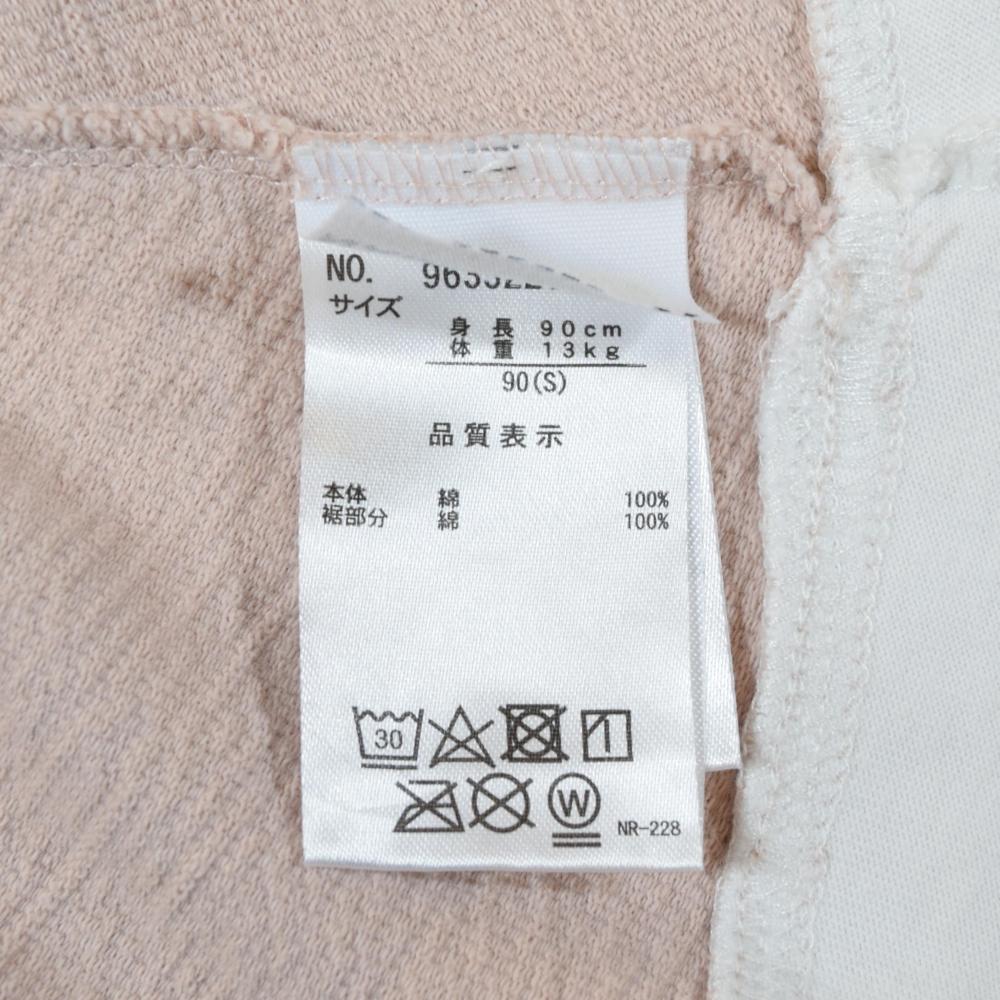 NO.
サイズ
身長 90cm
体重 13kg
90(S)
品質表示
本体 綿 100%
裾部分 綿 100%
30
W
NR-228